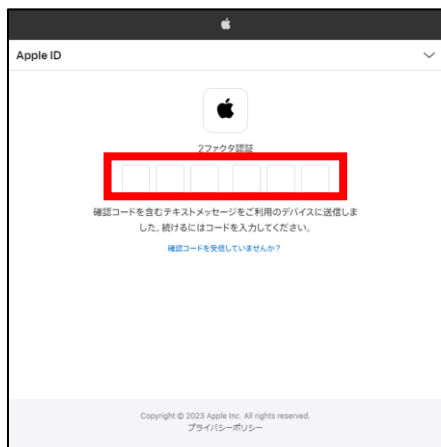 Apple ID
2ファクタ認証
確認コードを含むテキストメッセージをご利用のデバイスに送信しま
した。続けるにはコードを入力してください。
確認コードを受信していませんか？
Copyright © 2023 Apple Inc. All rights reserved.
プライバシーポリシー